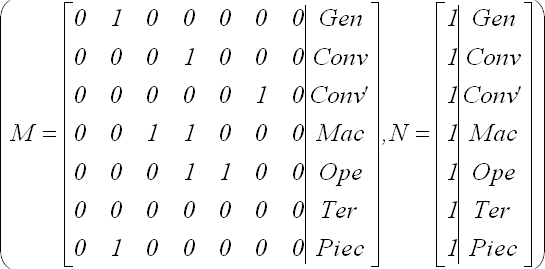 0 1 0 0 0 0 0 Gen 1 Gen
0 0 0 1 0 0 0 Conv 1 Conv
0 0 0 0 0 1 0 Conv' 1 Conv'
M = 0 0 1 1 0 0 0 Mac , N = 1 Mac
0 0 0 1 1 0 0 Ope 1 Ope
0 0 0 0 0 0 0 Ter 1 Ter
0 1 0 0 0 0 0 Piec 1 Piec